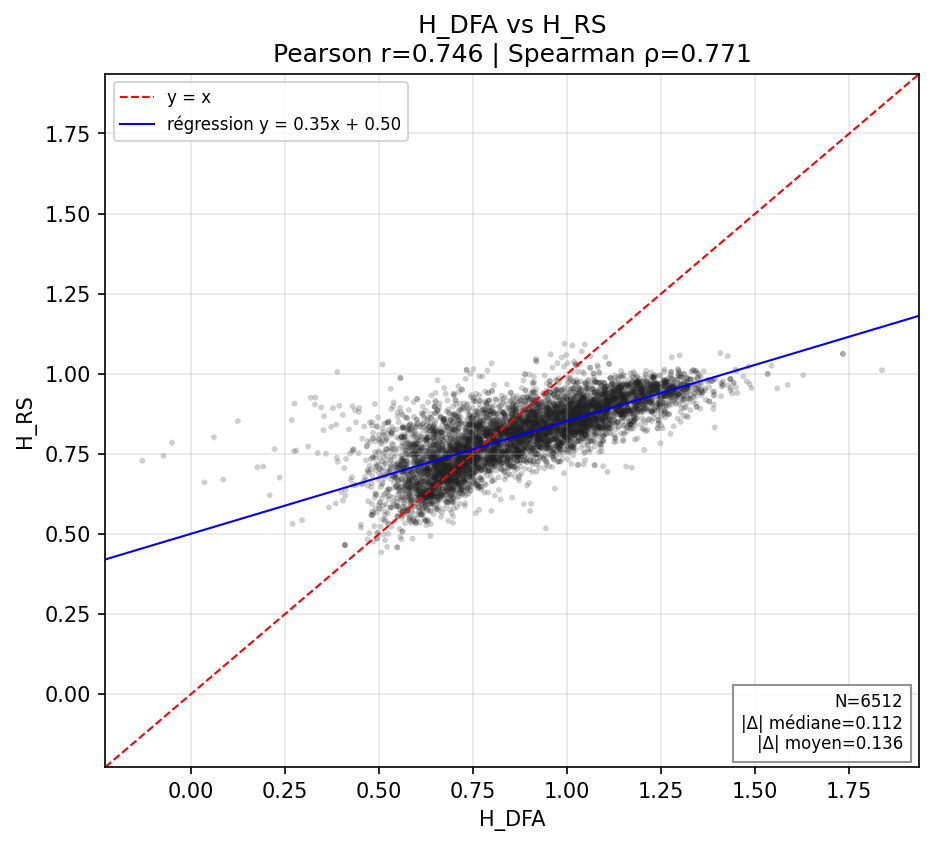 H_DFA vs H_RS
Pearson r=0.746 | Spearman ρ=0.771
y = x
régression y = 0.35x + 0.50
1.75
1.50
1.25
1.00
0.75
0.50
0.25
0.00
H_RS
N=6512
|Δ| médiane=0.112
|Δ| moyen=0.136
0.00 0.25 0.50 0.75 1.00 1.25 1.50 1.75
H_DFA